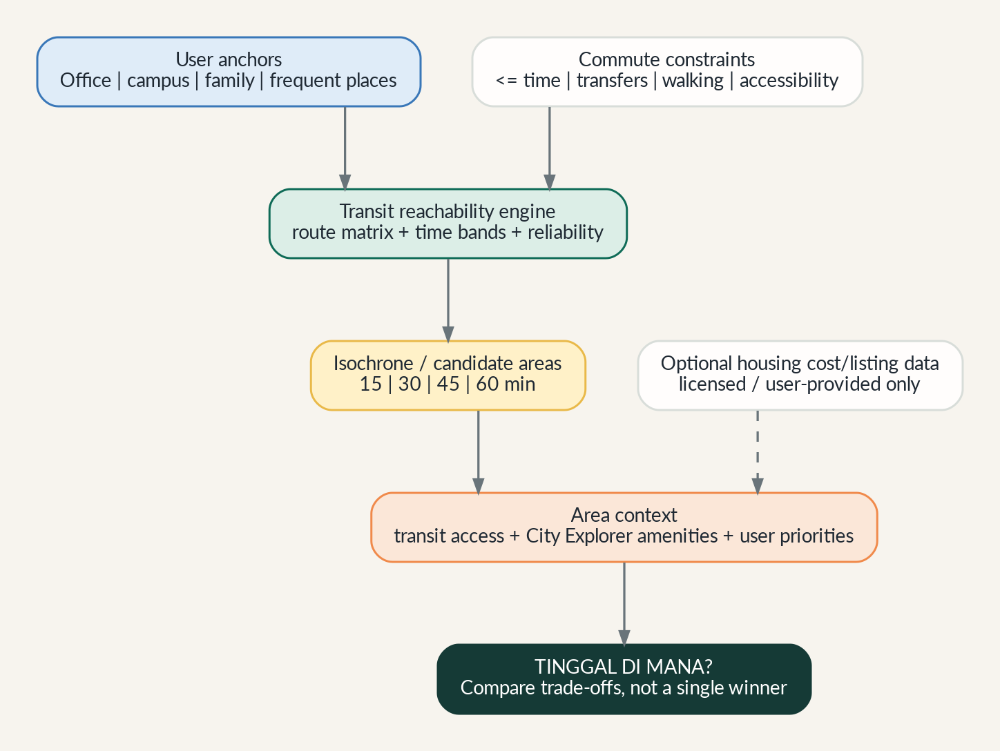 User anchors
Office | campus | family | frequent places
Commute constraints
<= time | transfers | walking | accessibility
Transit reachability engine
route matrix + time bands + reliability
Isochrone / candidate areas
15 | 30 | 45 | 60 min
Optional housing cost/listing data
licensed / user-provided only
Area context
transit access + City Explorer amenities + user priorities
TINGGAL DI MANA?
Compare trade-offs, not a single winner